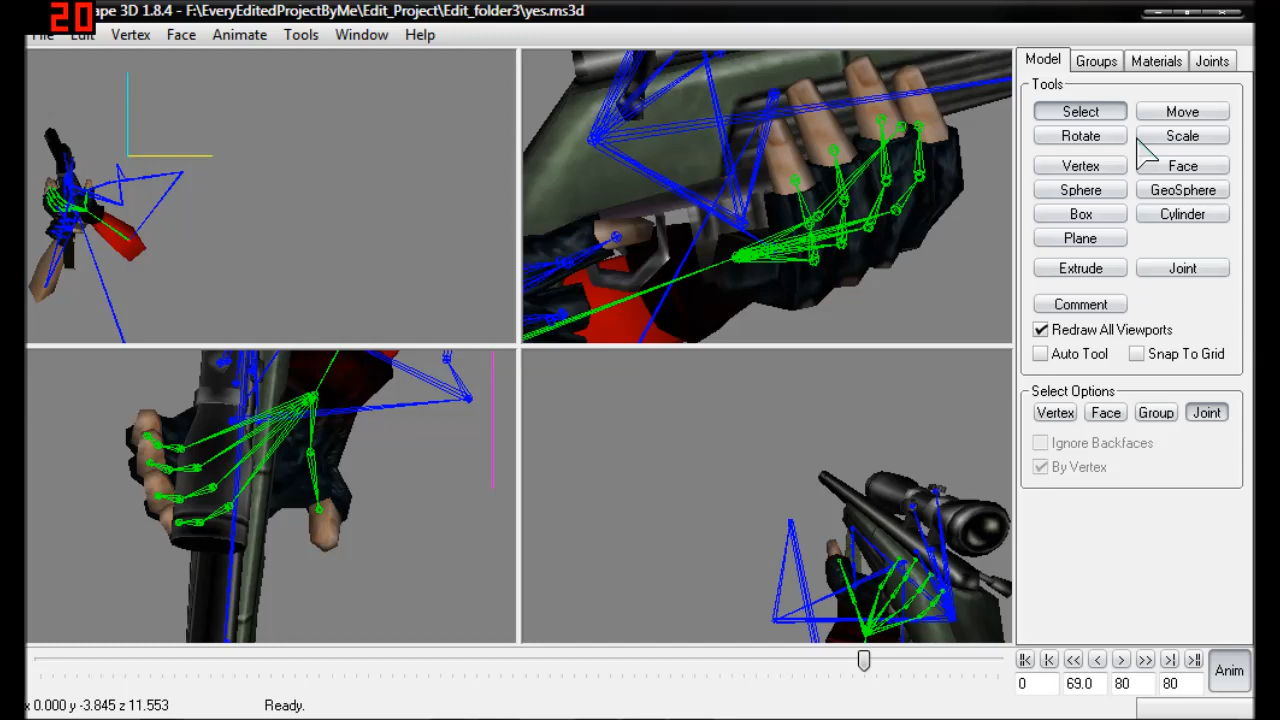 20
ape 3D 1.8.4 - F:\EveryEditedProjectByMe\Edit_Project\Edit_folder3\yes.ms3d
File Edit Vertex Face Animate Tools Window Help
Model Groups Materials Joints
Tools
Select Move
Rotate Scale
Vertex Face
Sphere GeoSphere
Box Cylinder
Plane
Extrude Joint
Comment
Redraw All Viewports
Auto Tool Snap To Grid
Select Options
Vertex Face Group Joint
Ignore Backfaces
By Vertex
Anim
0 69.0 80 80
x 0.000 y -3.845 z 11.553 Ready.